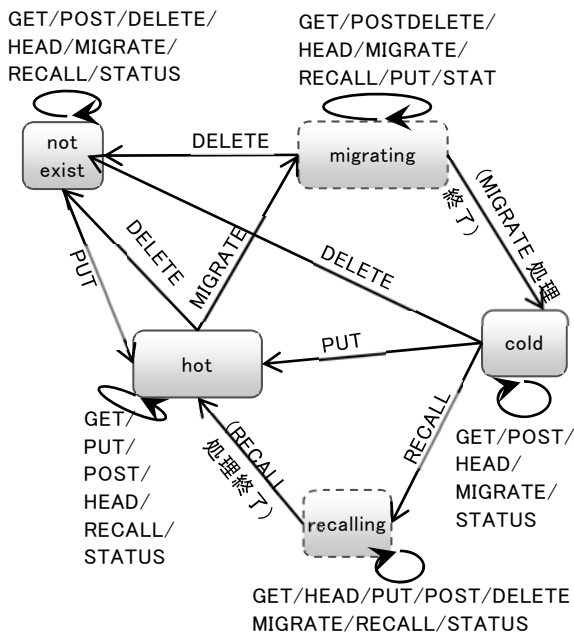 GET/POST/DELETE/
HEAD/MIGRATE/
RECALL/STATUS
GET/POSTDELETE/
HEAD/MIGRATE/
RECALL/PUT/STAT
not
exist
DELETE
migrating
(MIGRATE 処理
終了)
PUT
DELETE
MIGRATE
DELETE
hot
PUT
cold
GET/
PUT/
POST/
HEAD/
RECALL/
STATUS
(RECALL
処理終了)
RECALL
GET/POST/
HEAD/
MIGRATE/
STATUS
recalling
GET/HEAD/PUT/POST/DELETE
MIGRATE/RECALL/STATUS